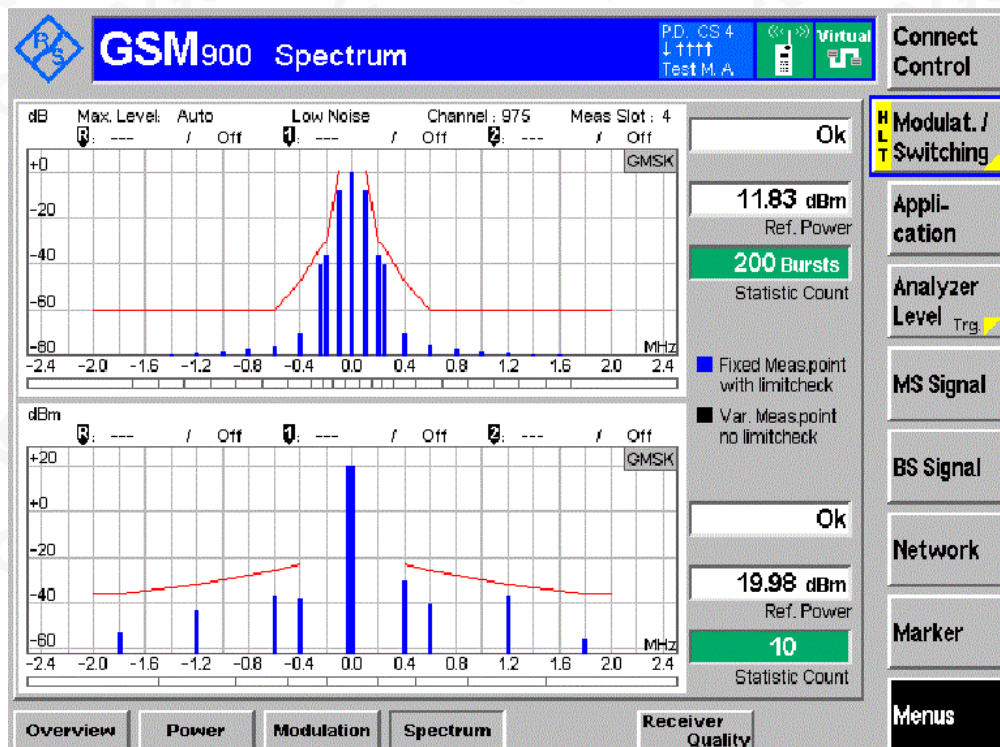 R/S
GSM900 Spectrum
P.D. CS 4
Test M. A
Virtual
Connect Control
dB Max. Level: Auto Low Noise Channel : 975 Meas Slot : 4
R: --- / Off 1: --- / Off 2: --- / Off
GMSK
+0
-20
-40
-60
-80
MHz
-2.4 -2.0 -1.6 -1.2 -0.8 -0.4 0.0 0.4 0.8 1.2 1.6 2.0 2.4
Ok
11.83 dBm
Ref. Power
200 Bursts
Statistic Count
Fixed Meas.point
with limitcheck
Var. Meas.point
no limitcheck
dBm
R: --- / Off 1: --- / Off 2: --- / Off
GMSK
+20
+0
-20
-40
-60
MHz
-2.4 -2.0 -1.6 -1.2 -0.8 -0.4 0.0 0.4 0.8 1.2 1.6 2.0 2.4
Ok
19.98 dBm
Ref. Power
10
Statistic Count
HLT
Modulat. /
Switching
Appli-
cation
Analyzer
Level Trg.
MS Signal
BS Signal
Network
Marker
Menus
Overview Power Modulation Spectrum Receiver
Quality